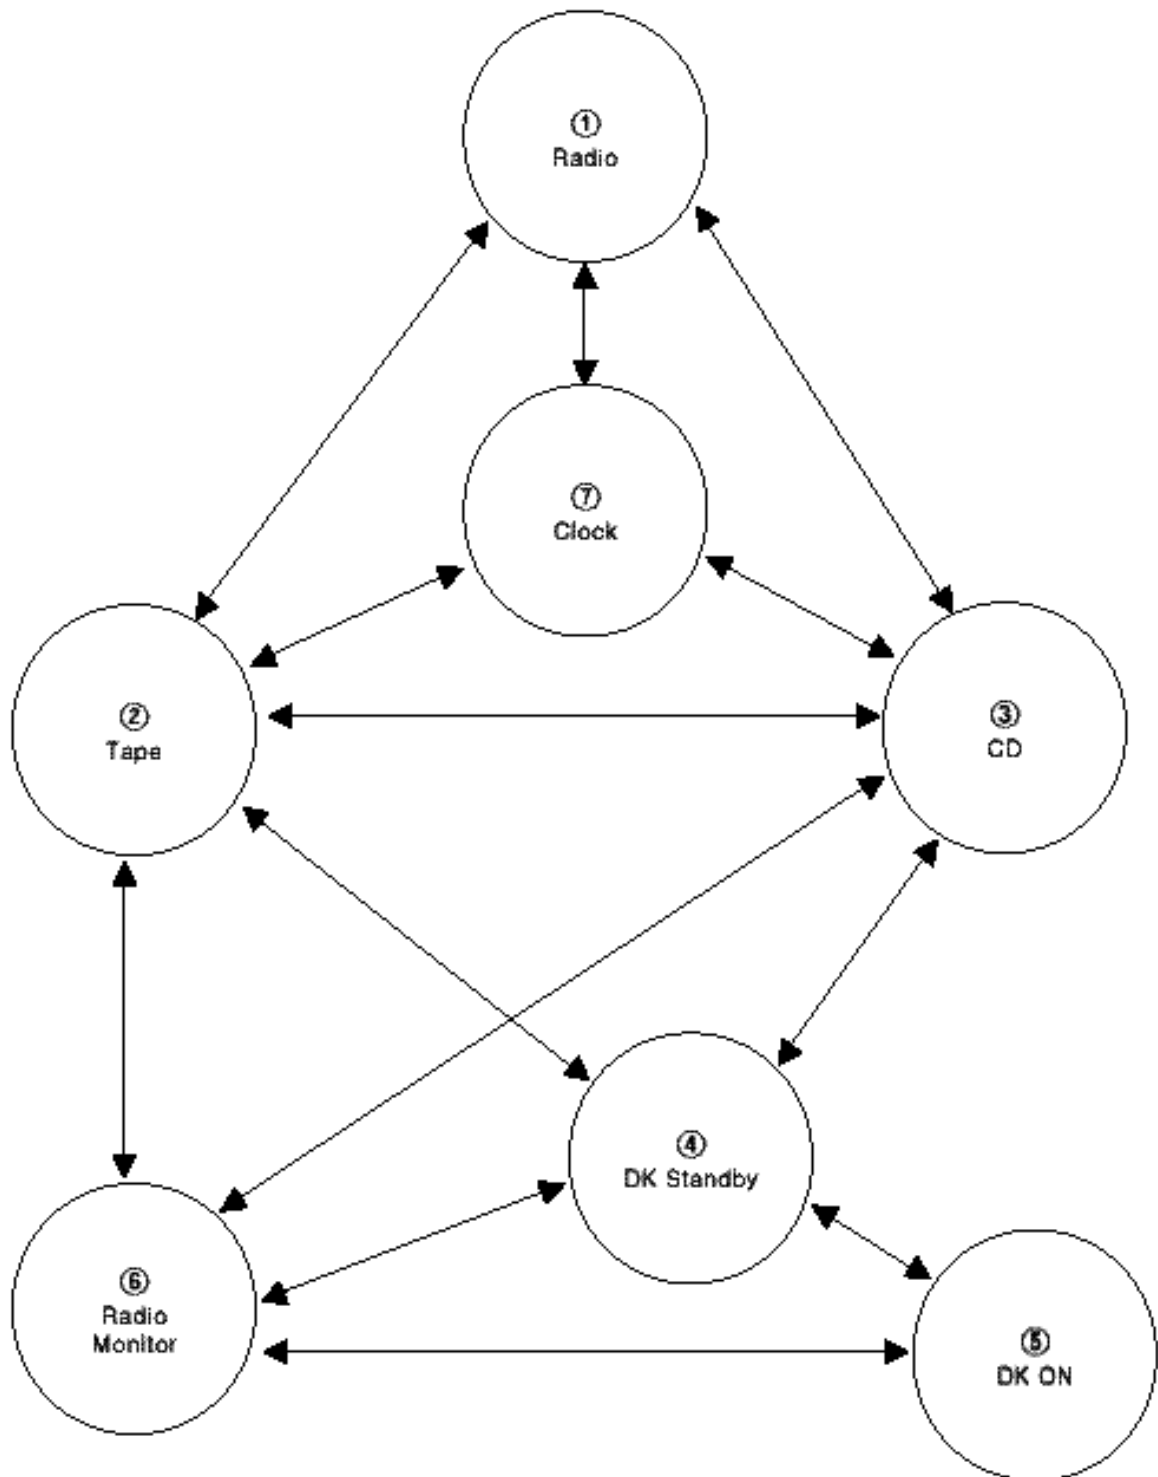 ①
Radio
⑦
Clock
②
Tape
③
CD
④
DK Standby
⑥
Radio
Monitor
⑤
DK ON